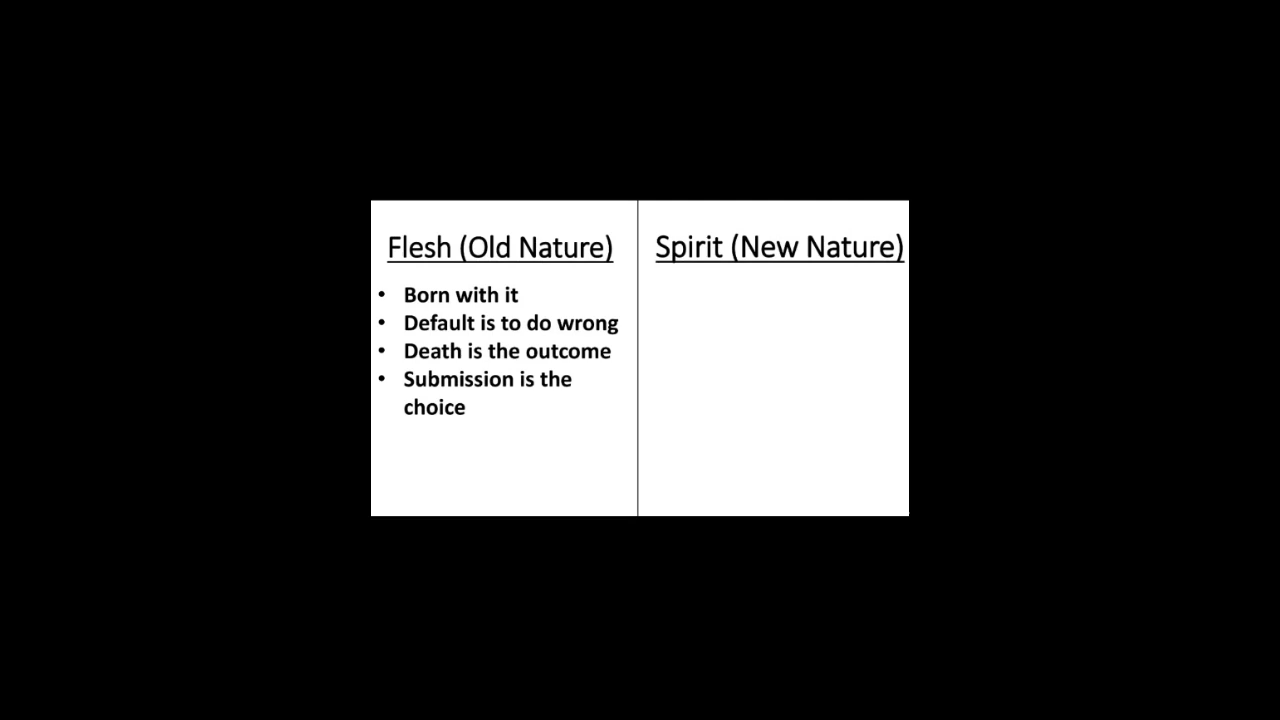 Flesh (Old Nature)
• Born with it
• Default is to do wrong
• Death is the outcome
• Submission is the
choice
Spirit (New Nature)